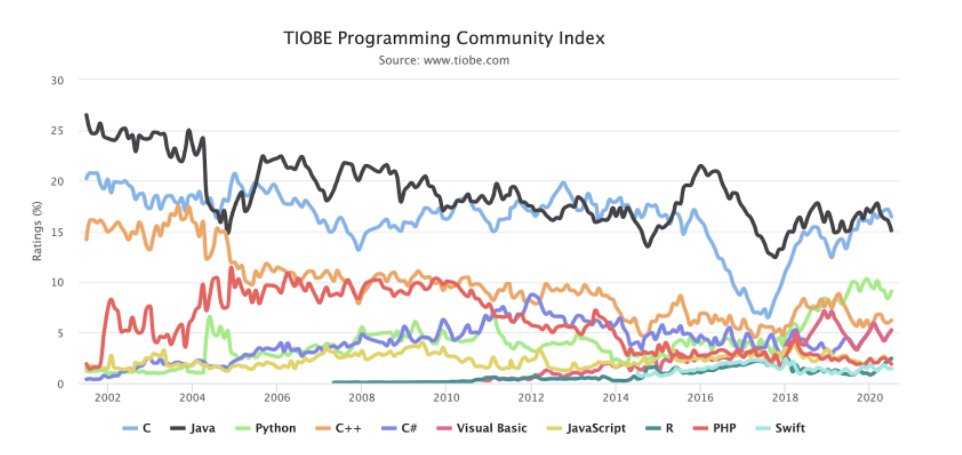 TIOBE Programming Community Index
Source: www.tiobe.com
30
25
20
15
10
5
0
Ratings (%)
2002 2004 2006 2008 2010 2012 2014 2016 2018 2020
C Java Python C++ C# Visual Basic JavaScript R PHP Swift